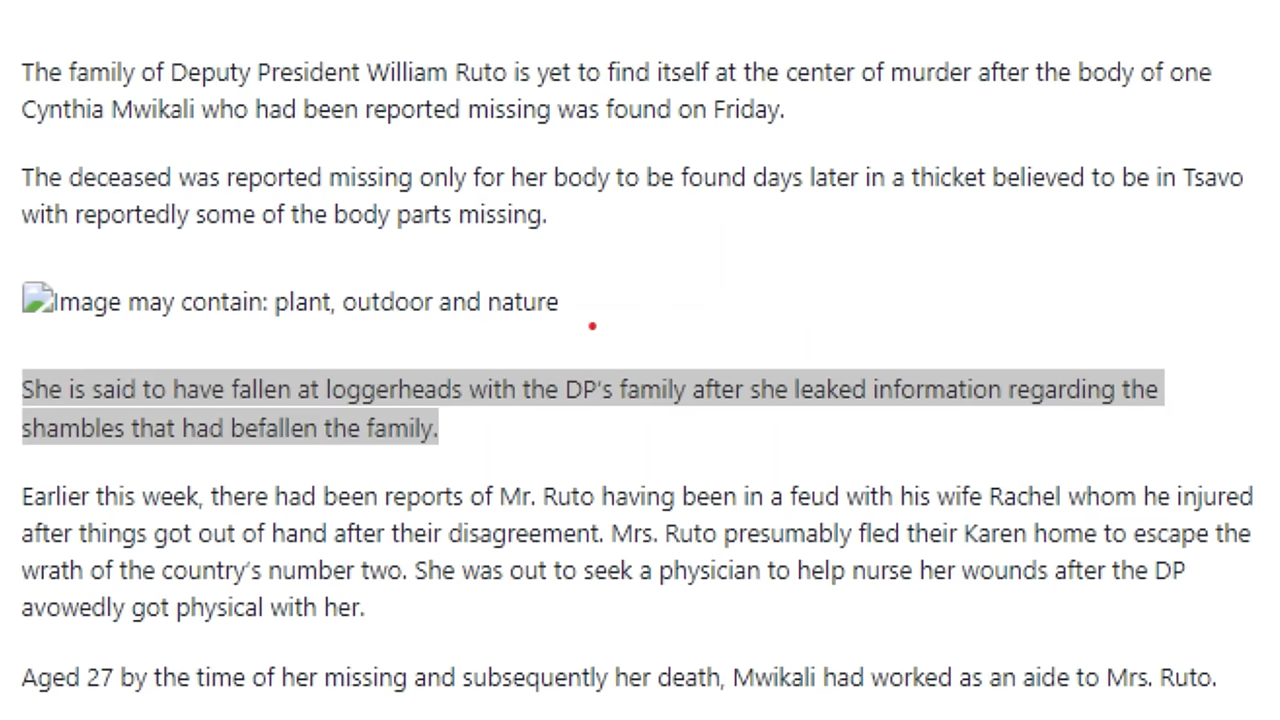 The family of Deputy President William Ruto is yet to find itself at the center of murder after the body of one
Cynthia Mwikali who had been reported missing was found on Friday.
The deceased was reported missing only for her body to be found days later in a thicket believed to be in Tsavo
with reportedly some of the body parts missing.
Image may contain: plant, outdoor and nature
She is said to have fallen at loggerheads with the DP's family after she leaked information regarding the
shambles that had befallen the family.
Earlier this week, there had been reports of Mr. Ruto having been in a feud with his wife Rachel whom he injured
after things got out of hand after their disagreement. Mrs. Ruto presumably fled their Karen home to escape the
wrath of the country's number two. She was out to seek a physician to help nurse her wounds after the DP
avowedly got physical with her.
Aged 27 by the time of her missing and subsequently her death, Mwikali had worked as an aide to Mrs. Ruto.